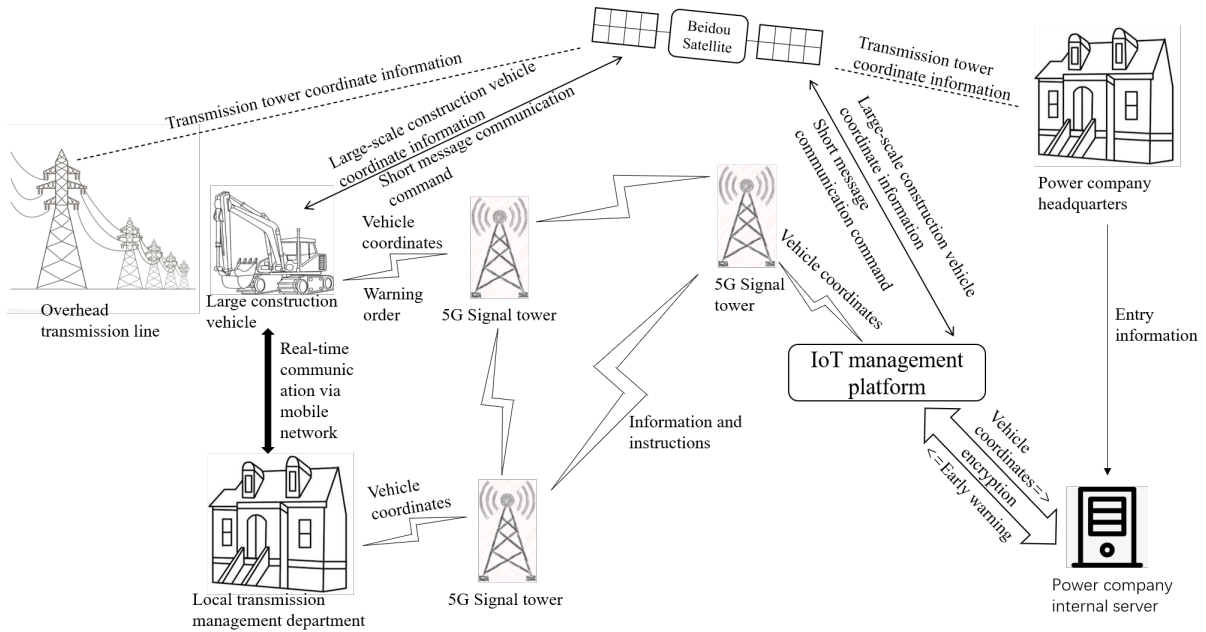 Beidou
Satellite
Transmission tower coordinate information
Large-scale construction vehicle
coordinate information
Short message communication
command
Transmission tower
coordinate information
Large-scale construction vehicle
coordinate information
Short message
communication command
Power company
headquarters
Overhead
transmission line
Large construction
vehicle
Vehicle
coordinates
Warning
order
5G Signal tower
5G Signal
tower
Vehicle coordinates
Entry
information
IoT management
platform
Real-time
communic
ation via
mobile
network
Information and
instructions
Vehicle
coordinates=>
encryption
<=Early warning
Vehicle
coordinates
Local transmission
management department
5G Signal tower
Power company
internal server